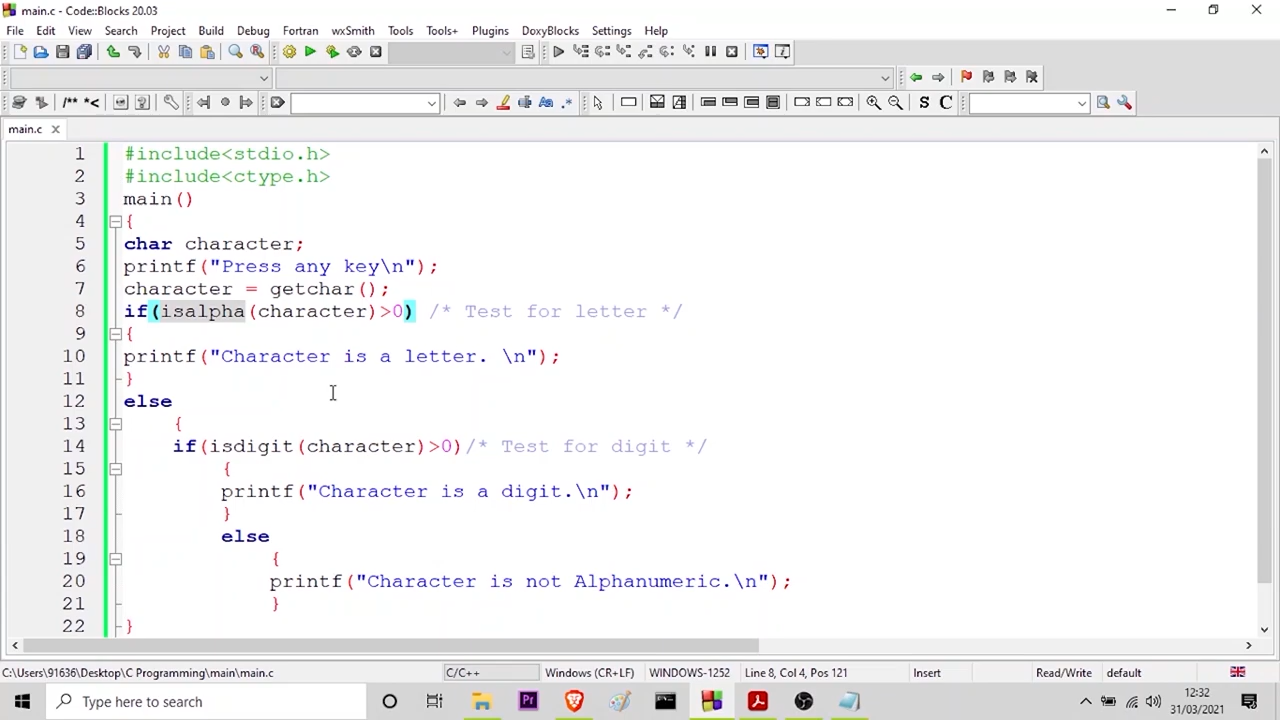 main.c - Code::Blocks 20.03
File Edit View Search Project Build Debug Fortran wxSmith Tools Tools+ Plugins DoxyBlocks Settings Help
/** *<
Aa .* S C
main.c
1 #include<stdio.h>
2 #include<ctype.h>
3 main()
4 {
5 char character;
6 printf("Press any key\n");
7 character = getchar();
8 if(isalpha(character)>0) /* Test for letter */
9 {
10 printf("Character is a letter. \n");
11 }
12 else
13 {
14 if(isdigit(character)>0)/* Test for digit */
15 {
16 printf("Character is a digit.\n");
17 }
18 else
19 {
20 printf("Character is not Alphanumeric.\n");
21 }
22 }
C:\Users\91636\Desktop\C Programming\main\main.c C/C++ Windows (CR+LF) WINDOWS-1252 Line 8, Col 4, Pos 121 Insert Read/Write default
Type here to search Pr 12:32
31/03/2021